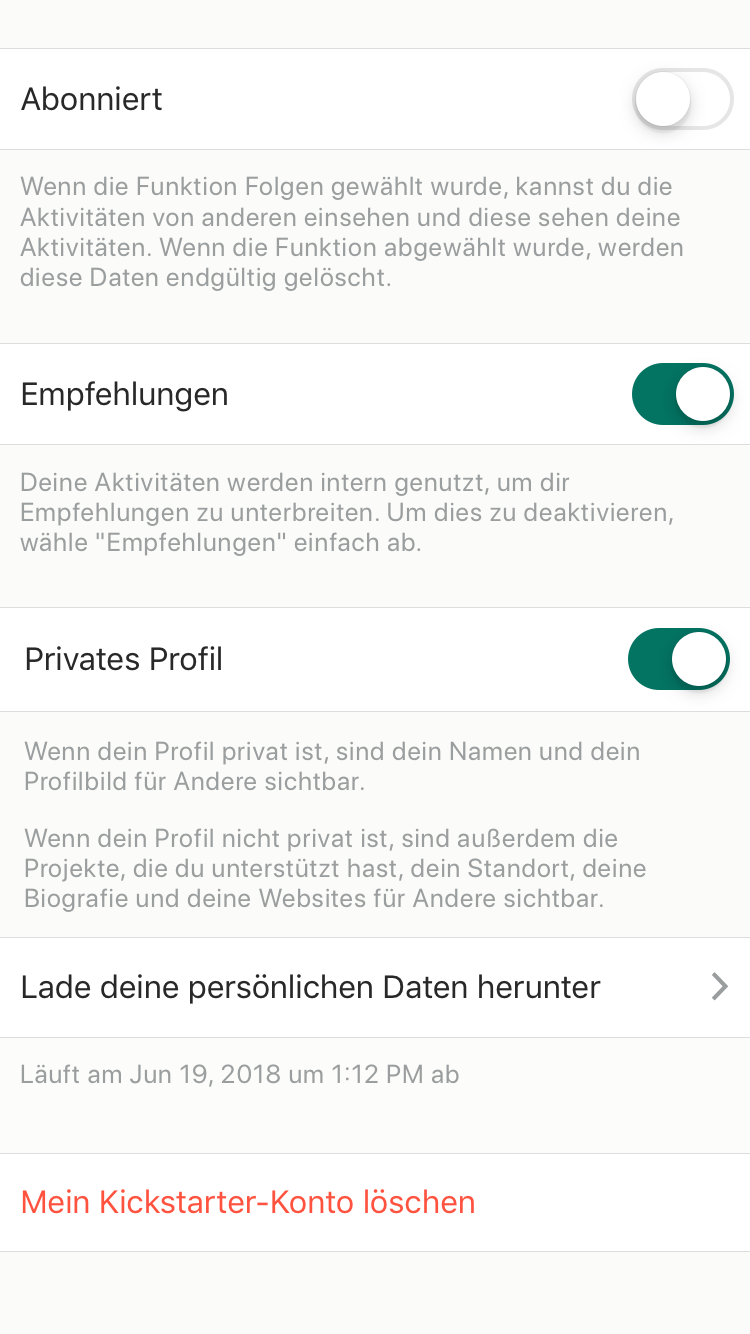 Abonniert
Wenn die Funktion Folgen gewählt wurde, kannst du die
Aktivitäten von anderen einsehen und diese sehen deine
Aktivitäten. Wenn die Funktion abgewählt wurde, werden
diese Daten endgültig gelöscht.
Empfehlungen
Deine Aktivitäten werden intern genutzt, um dir
Empfehlungen zu unterbreiten. Um dies zu deaktivieren,
wähle "Empfehlungen" einfach ab.
Privates Profil
Wenn dein Profil privat ist, sind dein Namen und dein
Profilbild für Andere sichtbar.
Wenn dein Profil nicht privat ist, sind außerdem die
Projekte, die du unterstützt hast, dein Standort, deine
Biografie und deine Websites für Andere sichtbar.
Lade deine persönlichen Daten herunter
Läuft am Jun 19, 2018 um 1:12 PM ab
Mein Kickstarter-Konto löschen